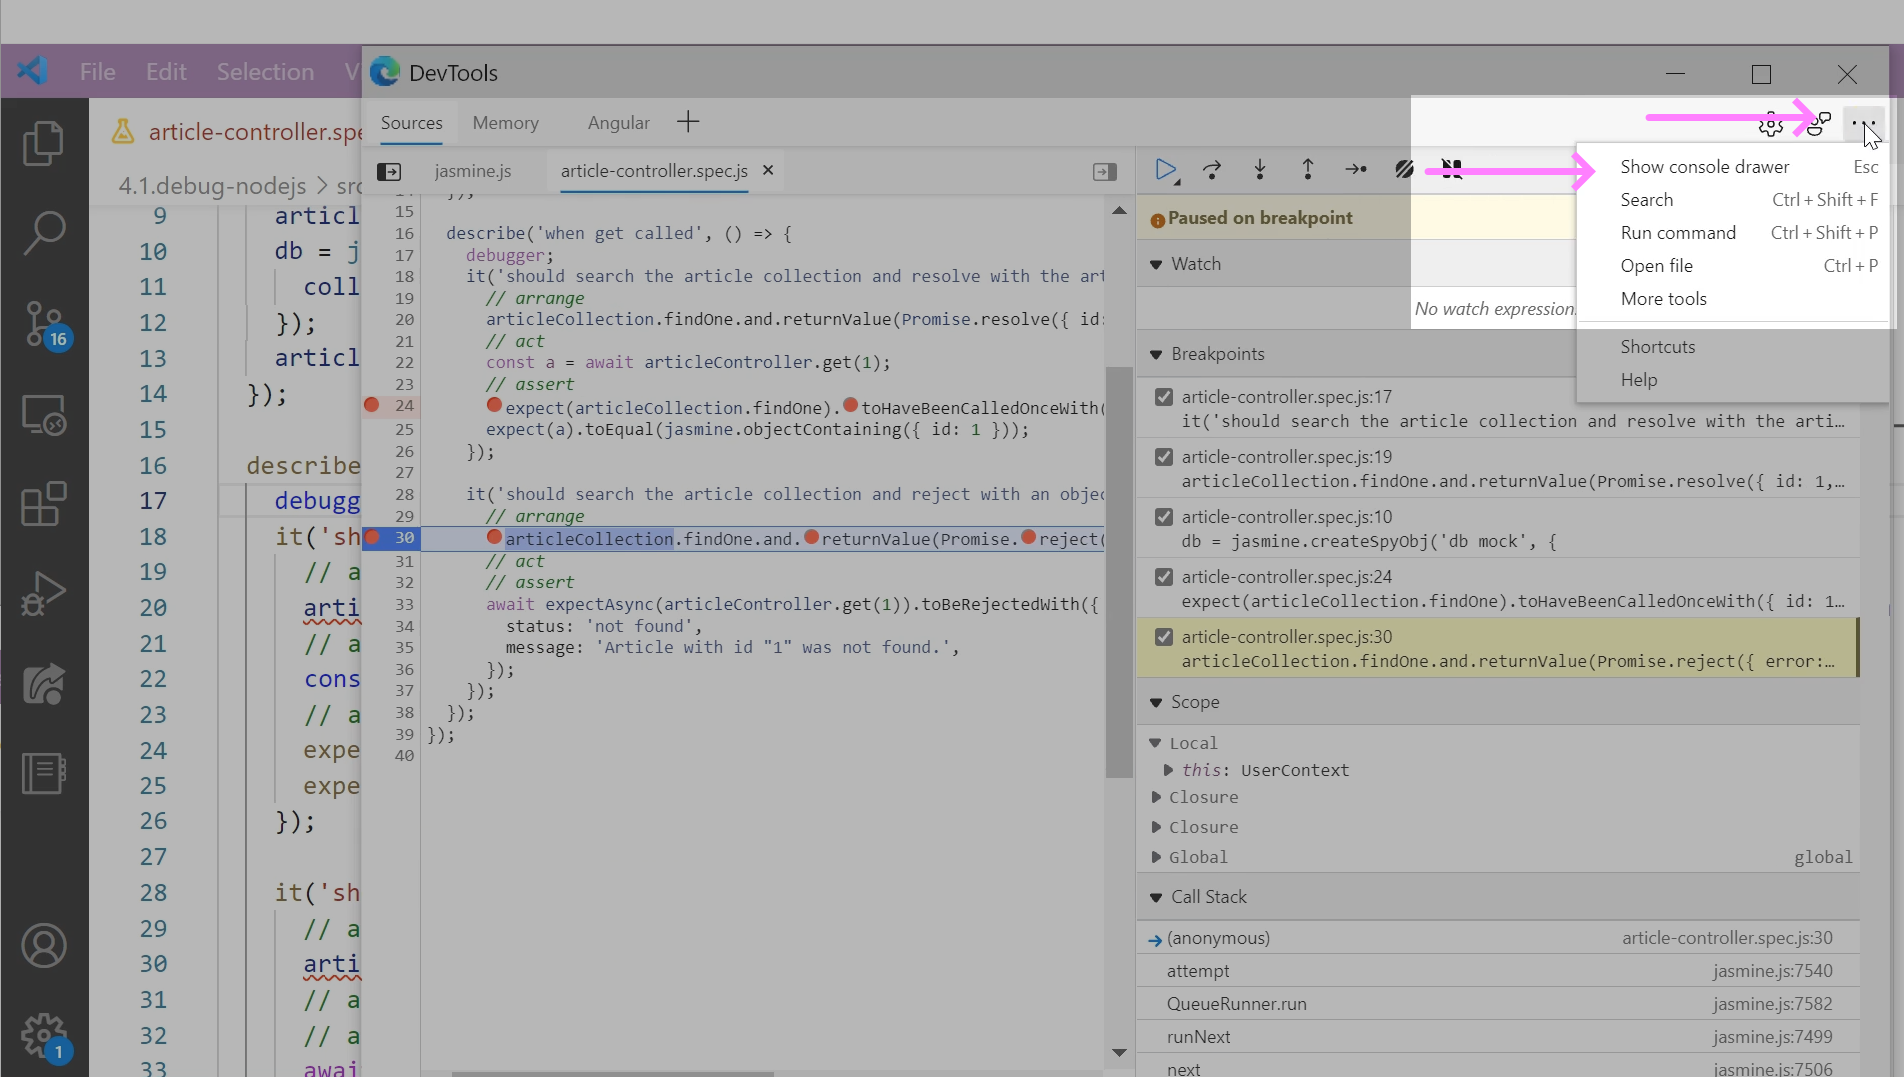 File Edit Selection V
DevTools
article-controller.spe
4.1.debug-nodejs > src
9 articl
10 db = j
11 coll
12 });
13 articl
14 });
15
16 describe
17 debugg
18 it('sh
19 // a
20 arti
21 // a
22 cons
23 // a
24 expe
25 expe
26 });
27
28 it('sh
29 // a
30 arti
31 // a
32 // a
33 awai
16
1
Sources Memory Angular
jasmine.js article-controller.spec.js
15
16 describe('when get called', () => {
17 debugger;
18 it('should search the article collection and resolve with the art
19 // arrange
20 articleCollection.findOne.and.returnValue(Promise.resolve({ id:
21 // act
22 const a = await articleController.get(1);
23 // assert
24 expect(articleCollection.findOne).toHaveBeenCalledOnceWith(
25 expect(a).toEqual(jasmine.objectContaining({ id: 1 }));
26 });
27
28 it('should search the article collection and reject with an objec
29 // arrange
30 articleCollection.findOne.and.returnValue(Promise.reject(
31 // act
32 // assert
33 await expectAsync(articleController.get(1)).toBeRejectedWith({
34 status: 'not found',
35 message: 'Article with id "1" was not found.',
36 });
37 });
38 });
39 });
40
Paused on breakpoint
Watch
No watch expression
Breakpoints
article-controller.spec.js:17
it('should search the article collection and resolve with the arti…
article-controller.spec.js:19
articleCollection.findOne.and.returnValue(Promise.resolve({ id: 1,…
article-controller.spec.js:10
db = jasmine.createSpyObj('db mock', {
article-controller.spec.js:24
expect(articleCollection.findOne).toHaveBeenCalledOnceWith({ id: 1…
article-controller.spec.js:30
articleCollection.findOne.and.returnValue(Promise.reject({ error:…
Scope
Local
this: UserContext
Closure
Closure
Global global
Call Stack
(anonymous) article-controller.spec.js:30
attempt jasmine.js:7540
QueueRunner.run jasmine.js:7582
runNext jasmine.js:7499
next jasmine.js:7506
Show console drawer Esc
Search Ctrl + Shift + F
Run command Ctrl + Shift + P
Open file Ctrl + P
More tools
Shortcuts
Help